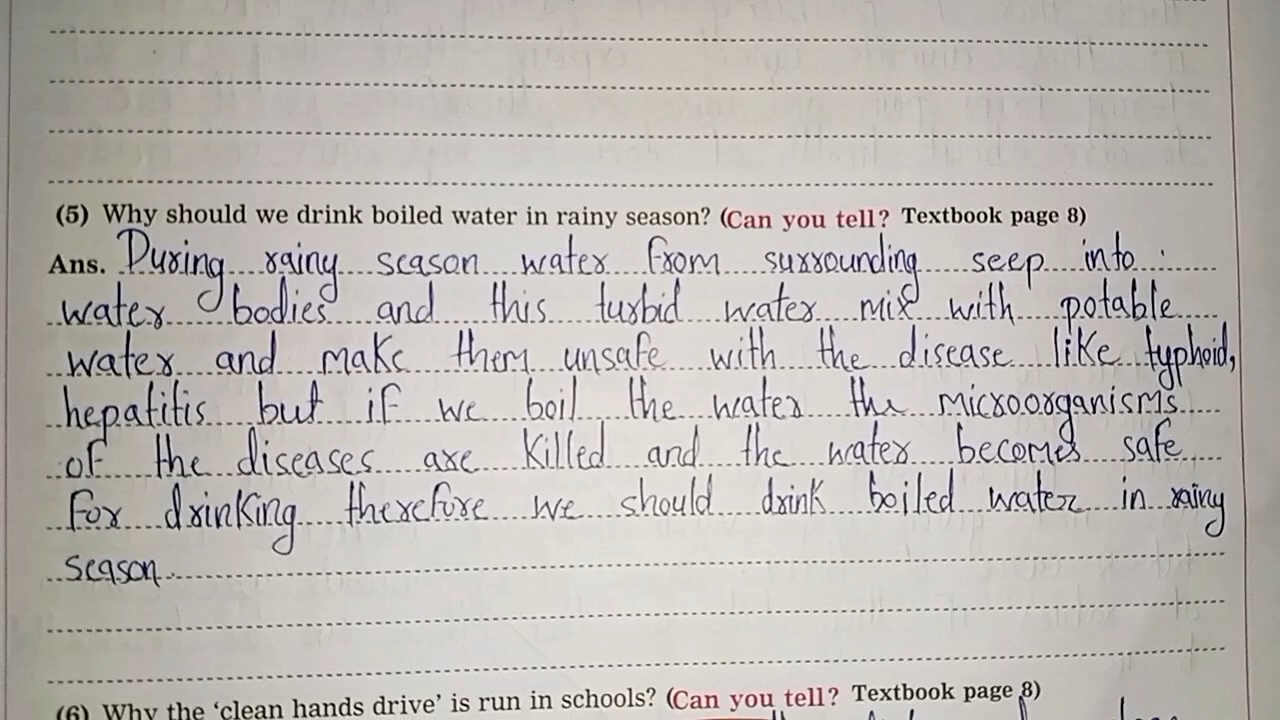 (5) Why should we drink boiled water in rainy season? (Can you tell? Textbook page 8)
Ans. During rainy season water from surrounding seep into
water bodies and this turbid water mix with potable
water and make them unsafe with the disease like typhoid,
hepatitis but if we boil the water the microorganisms
of the diseases are killed and the water becomes safe
for drinking therefore we should drink boiled water in rainy
season
(6) Why the ‘clean hands drive’ is run in schools? (Can you tell? Textbook page 8)